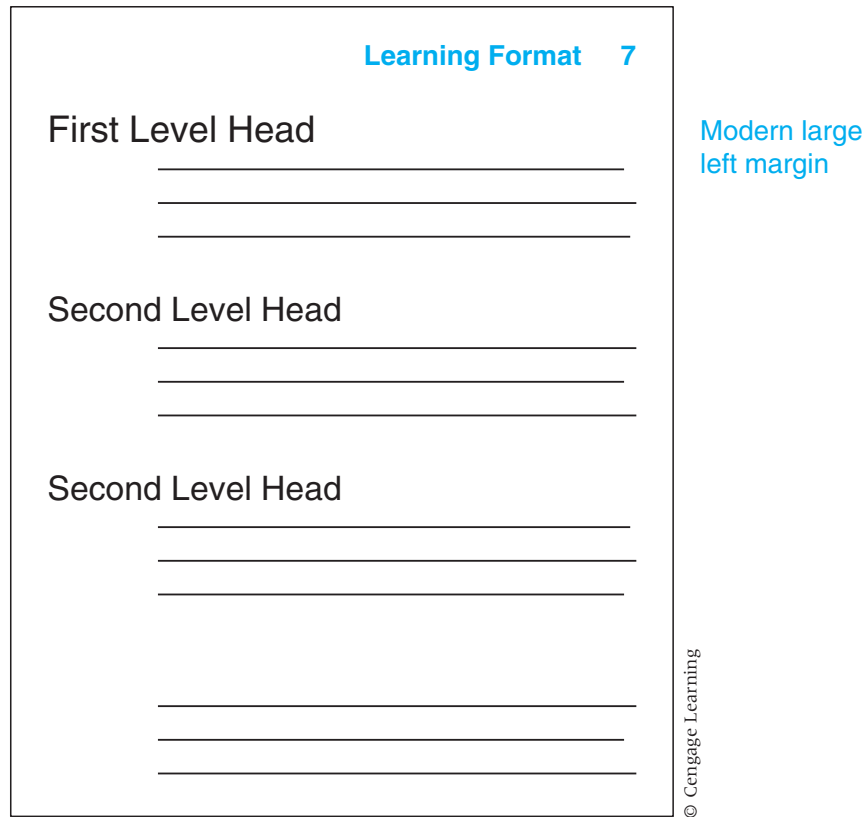 Learning Format 7
First Level Head
Modern large
left margin
Second Level Head
Second Level Head
© Cengage Learning